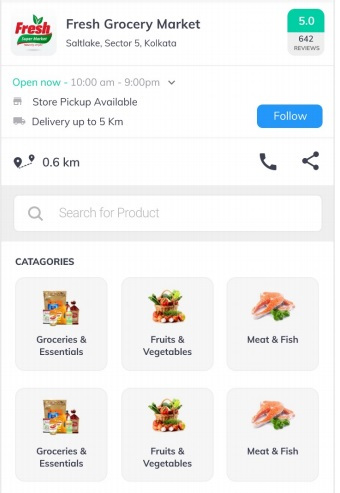 Fresh
Super Market
Fresh Grocery Market
Saltlake, Sector 5, Kolkata
5.0
642
REVIEWS
Open now - 10:00 am - 9:00pm
Store Pickup Available
Delivery up to 5 Km
Follow
0.6 km
Search for Product
CATAGORIES
Groceries &
Essentials
Fruits &
Vegetables
Meat & Fish
Groceries &
Essentials
Fruits &
Vegetables
Meat & Fish